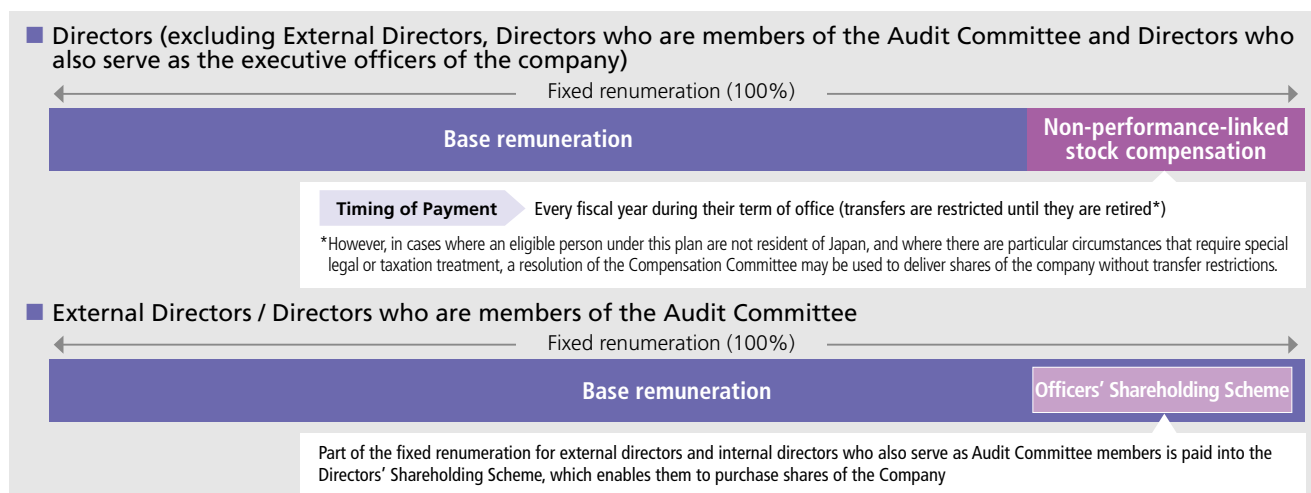 Directors (excluding External Directors, Directors who are members of the Audit Committee and Directors who
also serve as the executive officers of the company)
Fixed renumeration (100%)
Base remuneration
Non-performance-linked
stock compensation
Timing of Payment
Every fiscal year during their term of office (transfers are restricted until they are retired*)
*However, in cases where an eligible person under this plan are not resident of Japan, and where there are particular circumstances that require special
legal or taxation treatment, a resolution of the Compensation Committee may be used to deliver shares of the company without transfer restrictions.
External Directors / Directors who are members of the Audit Committee
Fixed renumeration (100%)
Base remuneration
Officers' Shareholding Scheme
Part of the fixed renumeration for external directors and internal directors who also serve as Audit Committee members is paid into the
Directors' Shareholding Scheme, which enables them to purchase shares of the Company